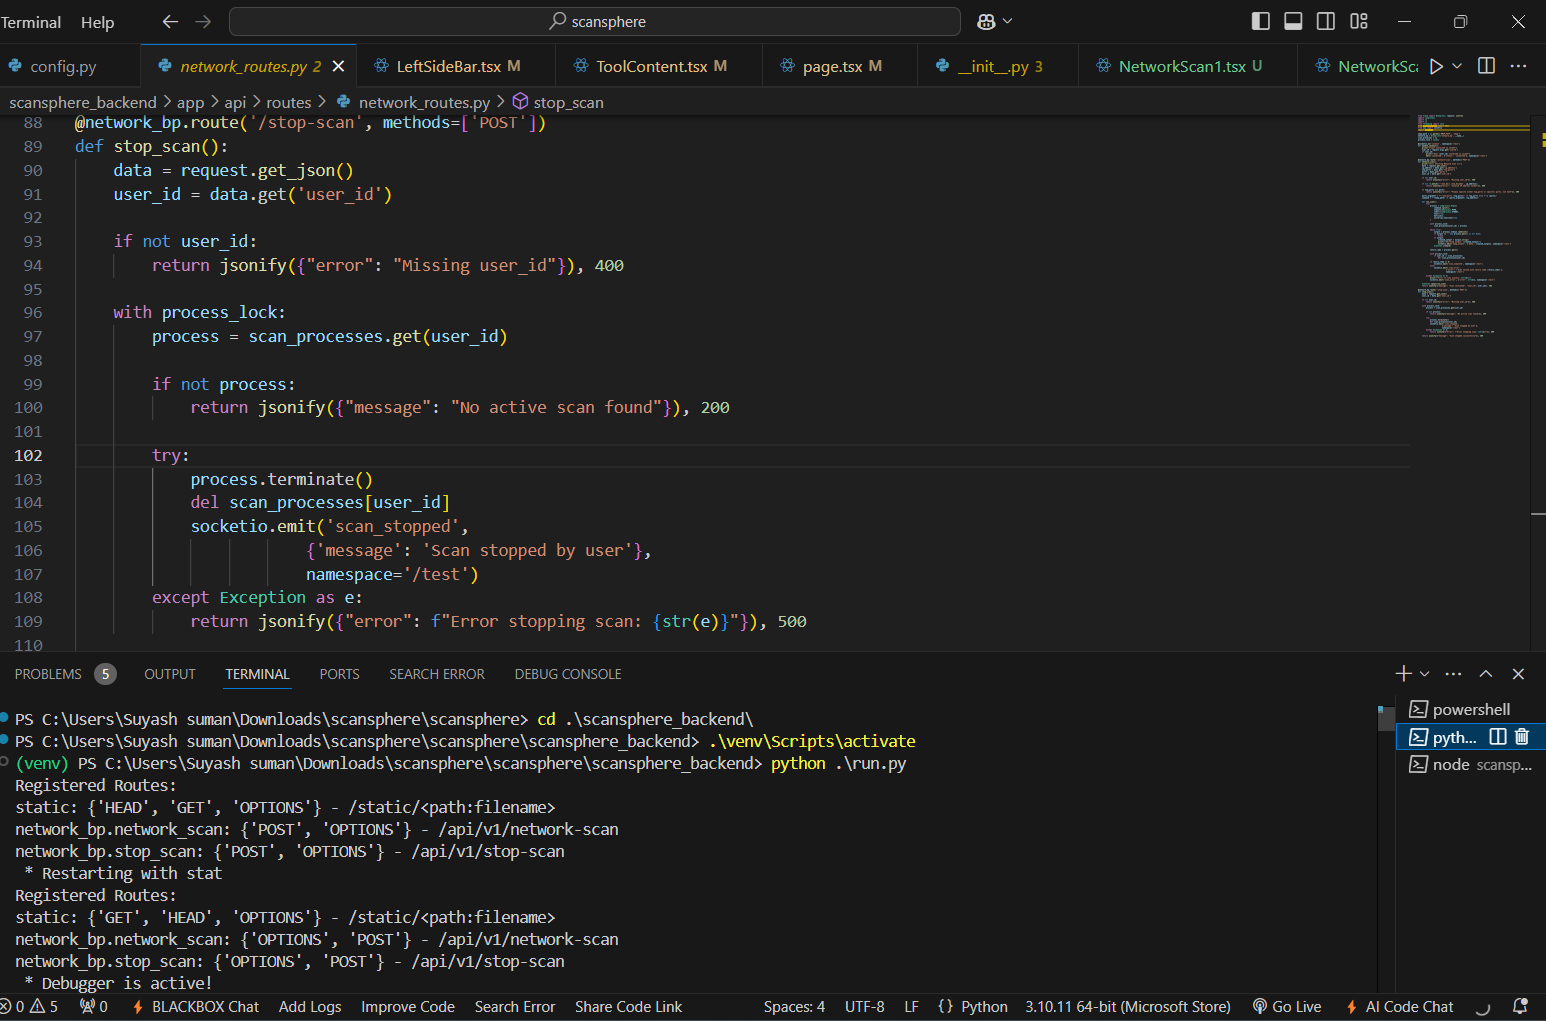 Terminal Help scansphere
config.py network_routes.py 2 LeftSideBar.tsx M ToolContent.tsx M page.tsx M __init__.py 3 NetworkScan1.tsx U NetworkSc
scansphere_backend > app > api > routes > network_routes.py > stop_scan
88 @network_bp.route('/stop-scan', methods=['POST'])
89 def stop_scan():
90 data = request.get_json()
91 user_id = data.get('user_id')
92
93 if not user_id:
94 return jsonify({"error": "Missing user_id"}), 400
95
96 with process_lock:
97 process = scan_processes.get(user_id)
98
99 if not process:
100 return jsonify({"message": "No active scan found"}), 200
101
102 try:
103 process.terminate()
104 del scan_processes[user_id]
105 socketio.emit('scan_stopped',
106 {'message': 'Scan stopped by user'},
107 namespace='/test')
108 except Exception as e:
109 return jsonify({"error": f"Error stopping scan: {str(e)}"}), 500
110
PROBLEMS 5 OUTPUT TERMINAL PORTS SEARCH ERROR DEBUG CONSOLE
PS C:\Users\Suyash suman\Downloads\scansphere\scansphere> cd .\scansphere_backend\
PS C:\Users\Suyash suman\Downloads\scansphere\scansphere\scansphere_backend> .\venv\Scripts\activate
(venv) PS C:\Users\Suyash suman\Downloads\scansphere\scansphere\scansphere_backend> python .\run.py
Registered Routes:
static: {'HEAD', 'GET', 'OPTIONS'} - /static/<path:filename>
network_bp.network_scan: {'POST', 'OPTIONS'} - /api/v1/network-scan
network_bp.stop_scan: {'POST', 'OPTIONS'} - /api/v1/stop-scan
* Restarting with stat
Registered Routes:
static: {'GET', 'HEAD', 'OPTIONS'} - /static/<path:filename>
network_bp.network_scan: {'OPTIONS', 'POST'} - /api/v1/network-scan
network_bp.stop_scan: {'OPTIONS', 'POST'} - /api/v1/stop-scan
* Debugger is active!
powershell
pyth...
node scansp...
0 5 0 BLACKBOX Chat Add Logs Improve Code Search Error Share Code Link Spaces: 4 UTF-8 LF {} Python 3.10.11 64-bit (Microsoft Store) Go Live AI Code Chat